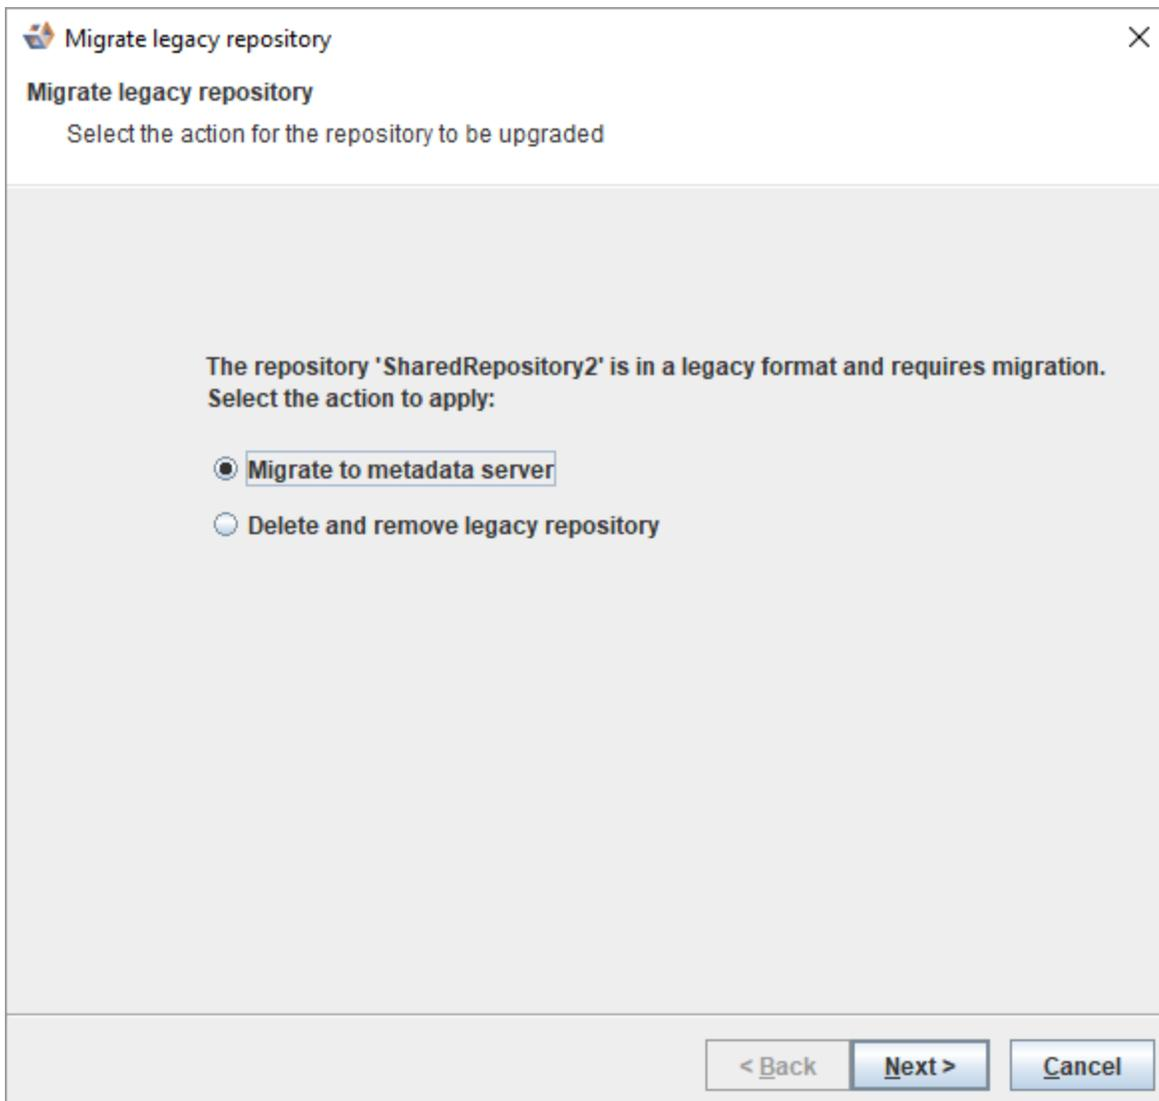 Migrate legacy repository
Migrate legacy repository
Select the action for the repository to be upgraded
The repository 'SharedRepository2' is in a legacy format and requires migration.
Select the action to apply:
Migrate to metadata server
Delete and remove legacy repository
< Back Next > Cancel